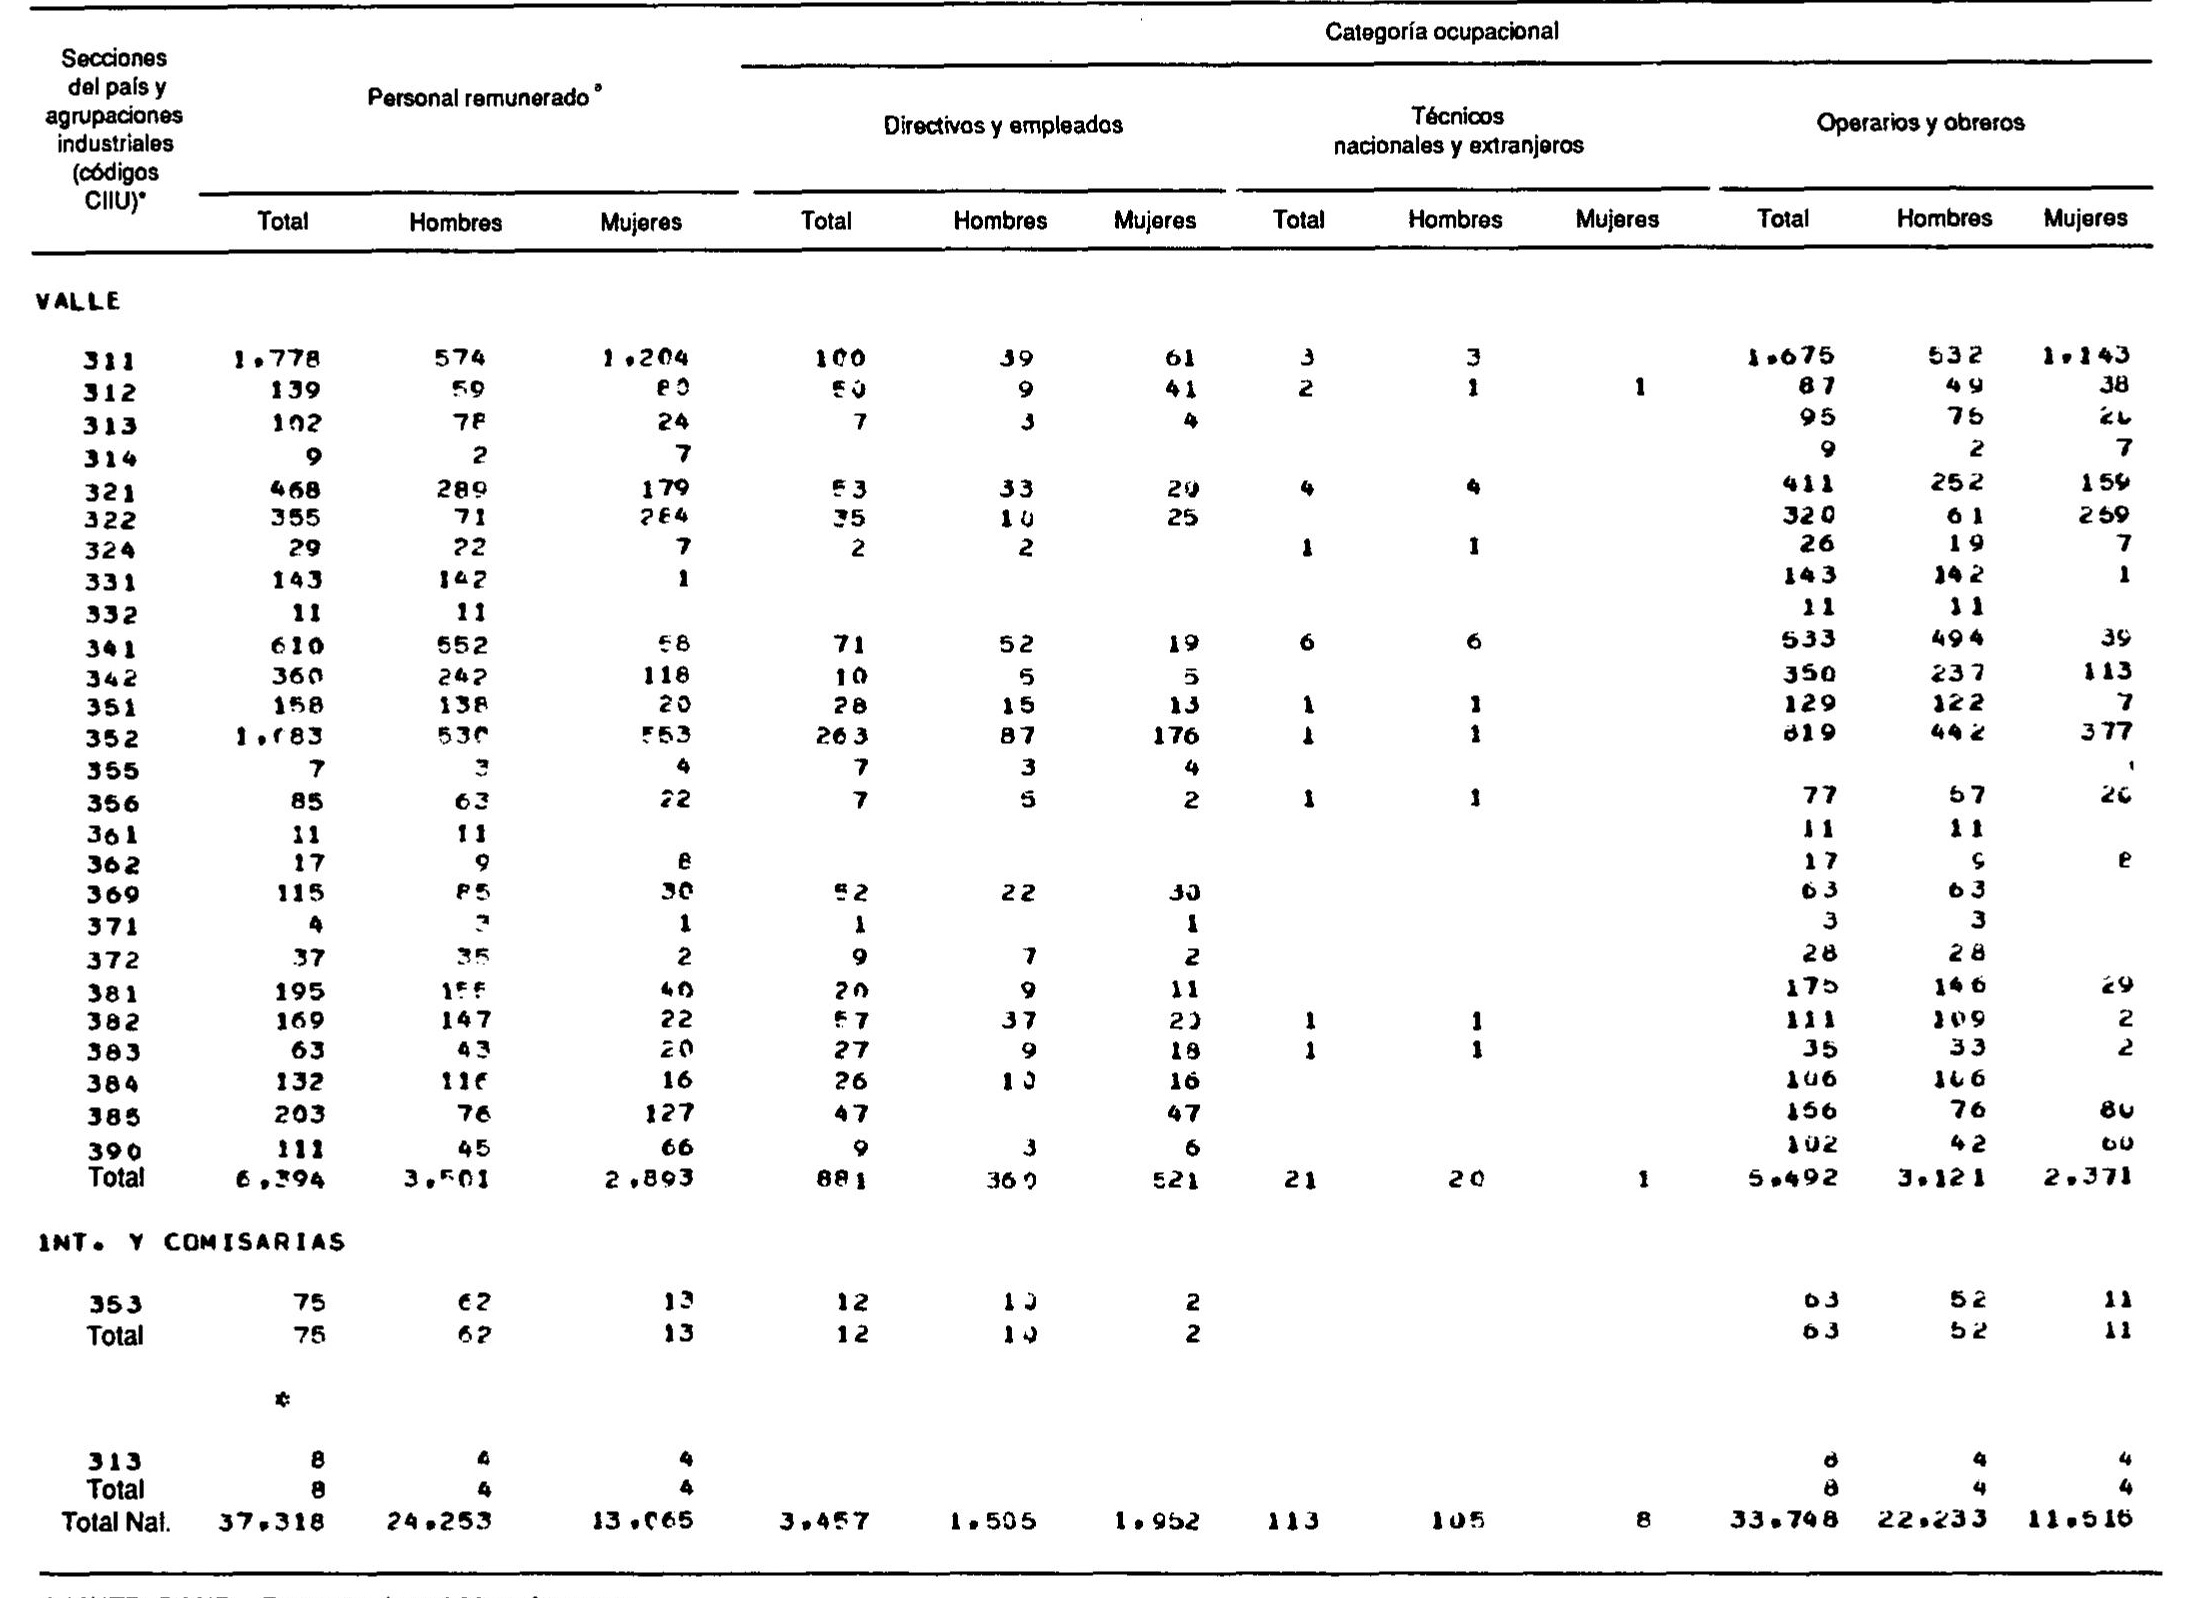 Categoría ocupacional
Secciones
del país y
agrupaciones
industriales
(códigos
CIIU)*
Personal remunerado ª
Directivos y empleados
Técnicos
nacionales y extranjeros
Operarios y obreros
Total Hombres Mujeres Total Hombres Mujeres Total Hombres Mujeres Total Hombres Mujeres
VALLE
311 1.778 574 1.204 100 39 61 3 3 1.675 532 1.143
312 139 59 80 50 9 41 2 1 1 87 49 38
313 102 78 24 7 3 4 95 75 20
314 9 2 7 9 2 7
321 468 289 179 53 33 20 4 4 411 252 159
322 355 71 284 35 10 25 320 61 259
324 29 22 7 2 2 1 1 26 19 7
331 143 142 1 143 142 1
332 11 11 11 11
341 610 552 58 71 52 19 6 6 533 494 39
342 360 242 118 10 5 5 350 237 113
351 158 138 20 28 15 13 1 1 129 122 7
352 1.083 530 553 263 87 176 1 1 819 442 377
355 7 3 4 7 3 4
356 85 63 22 7 5 2 1 1 77 57 20
361 11 11 11 11
362 17 9 8 17 9 8
369 115 85 30 52 22 30 63 63
371 4 3 1 1 1 3 3
372 37 35 2 9 7 2 28 28
381 195 155 40 20 9 11 175 146 29
382 169 147 22 57 37 20 1 1 111 109 2
383 63 43 20 27 9 18 1 1 35 33 2
384 132 116 16 26 10 16 106 106
385 203 76 127 47 47 156 76 80
390 111 45 66 9 3 6 102 42 60
Total 6.394 3.501 2.893 881 360 521 21 20 1 5.492 3.121 2.371
INT. Y COMISARIAS
353 75 62 13 12 10 2 63 52 11
Total 75 62 13 12 10 2 63 52 11
*
313 8 4 4 8 4 4
Total 8 4 4 8 4 4
Total Nal. 37.318 24.253 13.065 3.457 1.505 1.952 113 105 8 33.748 22.233 11.515